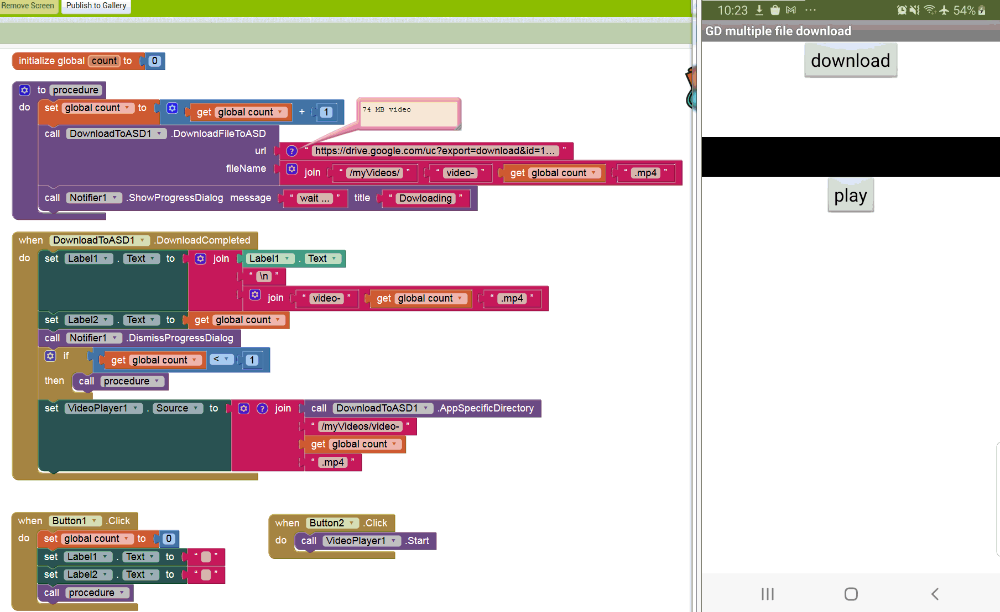 Remove Screen Publish to Gallery
initialize global count to 0
to procedure
do set global count to get global count + 1
74 MB video
call DownloadToASD1 .DownloadFileToASD
url ? “ https://drive.google.com/uc?export=download&id=1... ”
fileName join “ /myVideos/ ” “ video- ” get global count “ .mp4 ”
call Notifier1 .ShowProgressDialog message “ wait ... ” title “ Dowloading ”
when DownloadToASD1 .DownloadCompleted
do set Label1 . Text to join Label1 . Text
“ \n ”
join “ video- ” get global count “ .mp4 ”
set Label2 . Text to get global count
call Notifier1 .DismissProgressDialog
if get global count < 1
then call procedure
set VideoPlayer1 . Source to ? join call DownloadToASD1 .AppSpecificDirectory
“ /myVideos/video- ”
get global count
“ .mp4 ”
when Button1 .Click
do set global count to 0
set Label1 . Text to “ ”
set Label2 . Text to “ ”
call procedure
when Button2 .Click
do call VideoPlayer1 .Start
10:23 54%
GD multiple file download
download
play